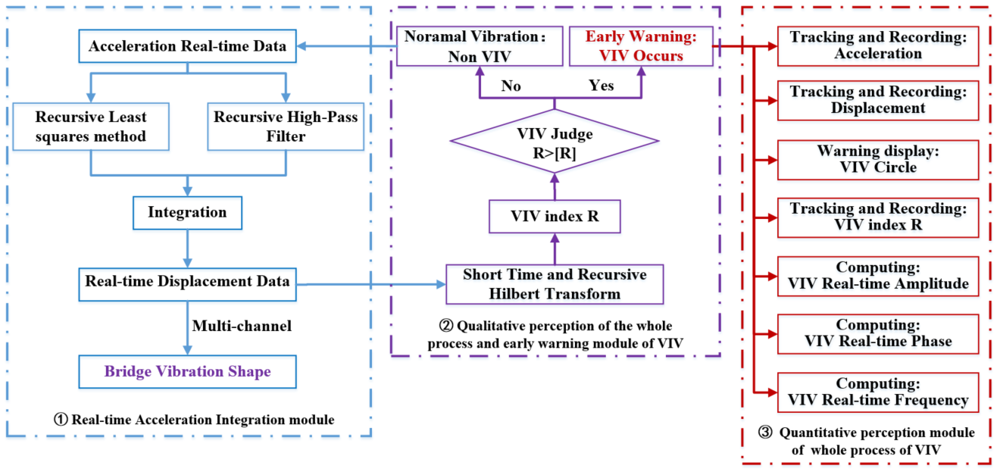 Acceleration Real-time Data
Recursive Least
squares method
Recursive High-Pass
Filter
Integration
Real-time Displacement Data
Multi-channel
Bridge Vibration Shape
① Real-time Acceleration Integration module
Noramal Vibration：
Non VIV
Early Warning:
VIV Occurs
No
Yes
VIV Judge
R>[R]
VIV index R
Short Time and Recursive
Hilbert Transform
② Qualitative perception of the whole
process and early warning module of VIV
Tracking and Recording:
Acceleration
Tracking and Recording:
Displacement
Warning display:
VIV Circle
Tracking and Recording:
VIV index R
Computing:
VIV Real-time Amplitude
Computing:
VIV Real-time Phase
Computing:
VIV Real-time Frequency
③ Quantitative perception module
of whole process of VIV